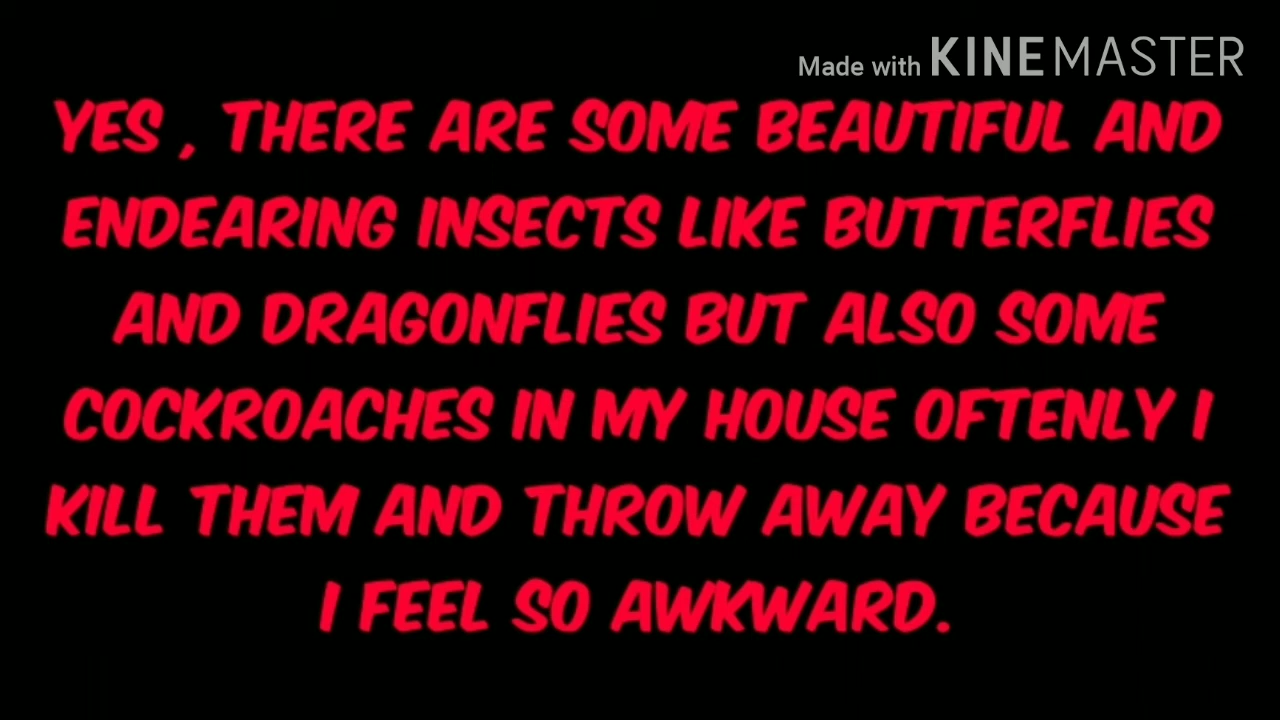 Made with KINEMASTER
YES , THERE ARE SOME BEAUTIFUL AND
ENDEARING INSECTS LIKE BUTTERFLIES
AND DRAGONFLIES BUT ALSO SOME
COCKROACHES IN MY HOUSE OFTENLY I
KILL THEM AND THROW AWAY BECAUSE
I FEEL SO AWKWARD.